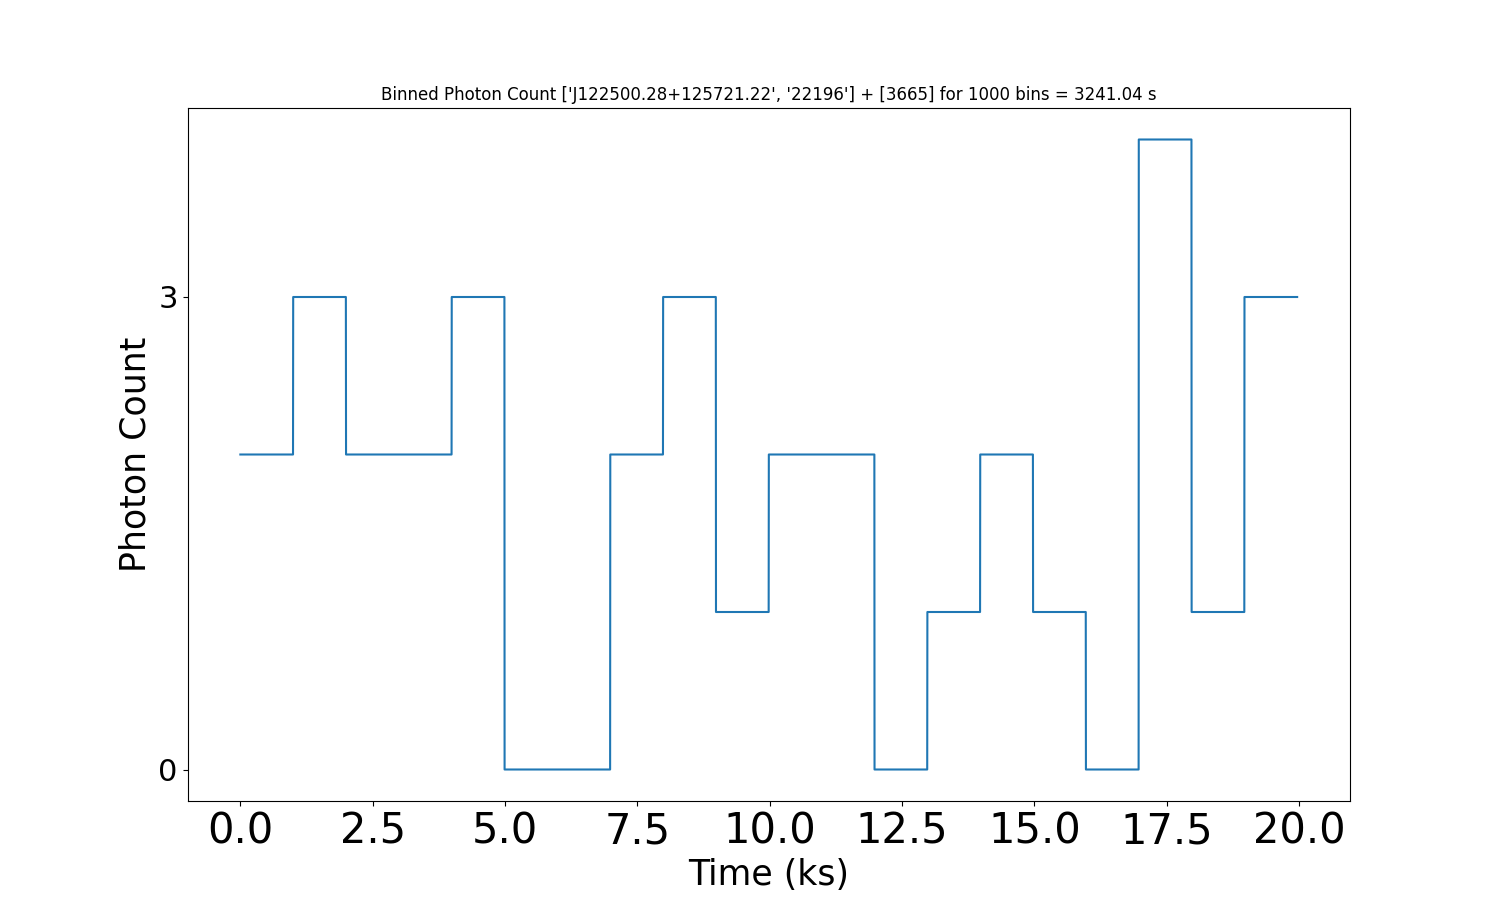 Binned Photon Count ['J122500.28+125721.22', '22196'] + [3665] for 1000 bins = 3241.04 s
Photon Count
3
0
0.0 2.5 5.0 7.5 10.0 12.5 15.0 17.5 20.0
Time (ks)